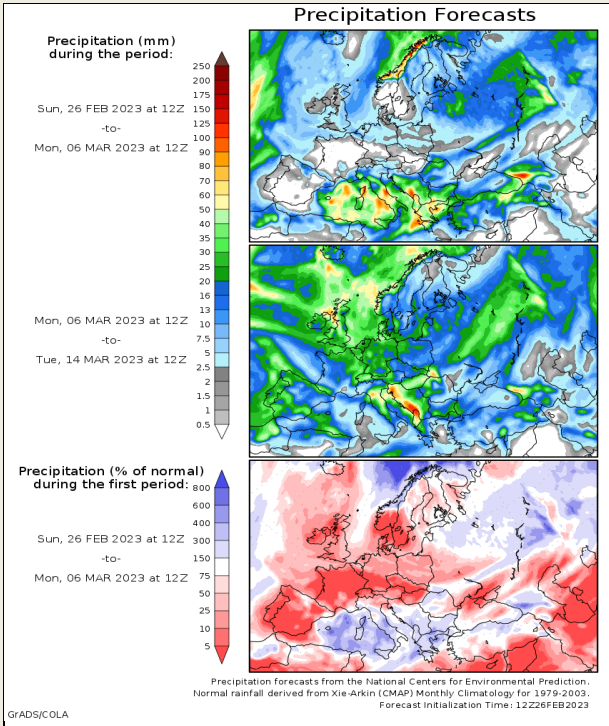 Precipitation Forecasts
Precipitation (mm)
during the period:
250
200
175
150
125
100
90
80
70
60
50
40
35
30
25
20
16
13
10
7.5
5
2.5
2
1.5
1
0.5
Sun, 26 FEB 2023 at 12Z
-to-
Mon, 06 MAR 2023 at 12Z
Mon, 06 MAR 2023 at 12Z
-to-
Tue, 14 MAR 2023 at 12Z
Precipitation (% of normal)
during the first period:
800
600
400
300
150
75
50
25
10
5
Sun, 26 FEB 2023 at 12Z
-to-
Mon, 06 MAR 2023 at 12Z
Precipitation forecasts from the National Centers for Environmental Prediction.
Normal rainfall derived from Xie-Arkin (CMAP) Monthly Climatology for 1979-2003.
Forecast Initialization Time: 12Z26FEB2023
GrADS/COLA